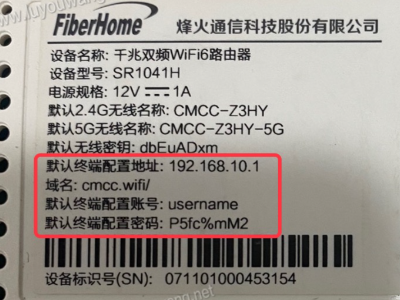 www.luyouwang.net
FiberHome 烽火通信科技股份有限公司
设备名称: 千兆双频WiFi6路由器
设备型号: SR1041H
电源规格: 12V⎓1A
默认2.4G无线名称: CMCC-Z3HY
默认5G无线名称: CMCC-Z3HY-5G
默认无线密钥: dbEuADxm
默认终端配置地址: 192.168.10.1
域名: cmcc.wifi/
默认终端配置账号: username
默认终端配置密码: P5fc%mM2
设备标识号(SN): 071101000453154